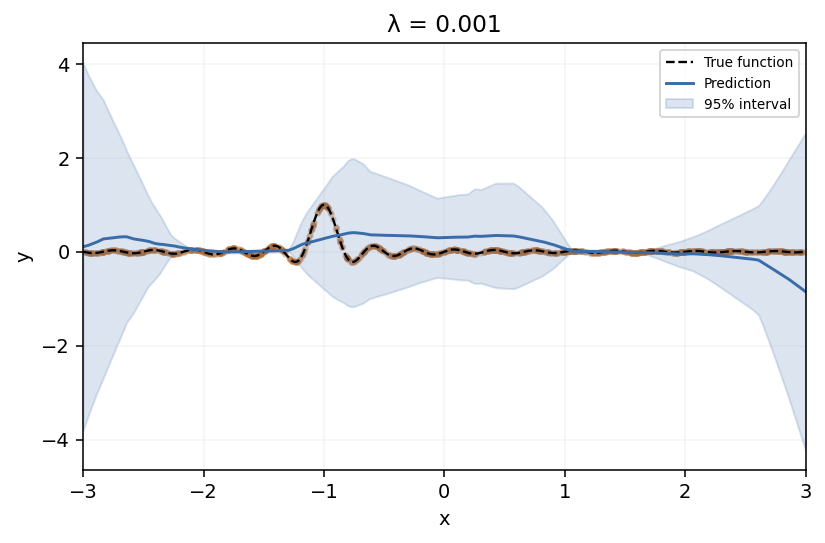 λ = 0.001
4
2
0
−2
−4
y
True function
Prediction
95% interval
−3 −2 −1 0 1 2 3
x